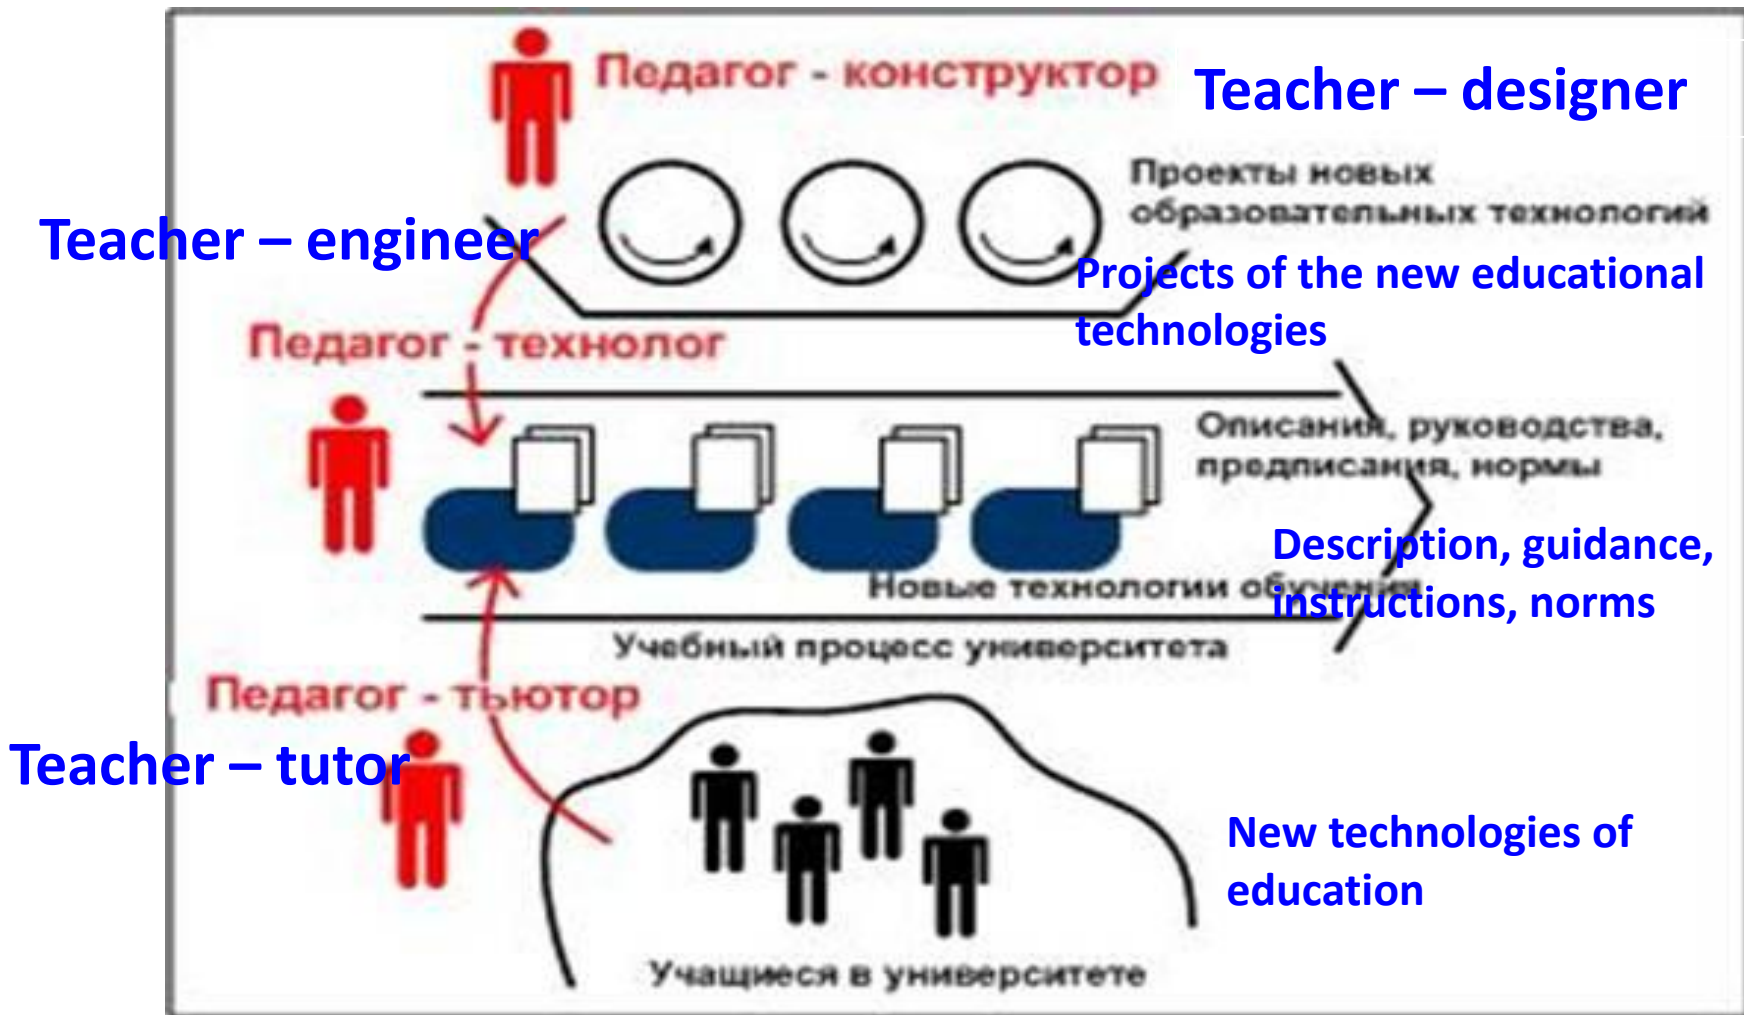 Педагог - конструктор
Teacher – designer
Проекты новых
образовательных технологий
Teacher – engineer
Projects of the new educational
technologies
Педагог - технолог
Описания, руководства,
предписания, нормы
Description, guidance,
instructions, norms
Новые технологии обучения
Учебный процесс университета
Педагог - тьютор
Teacher – tutor
New technologies of
education
Учащиеся в университете